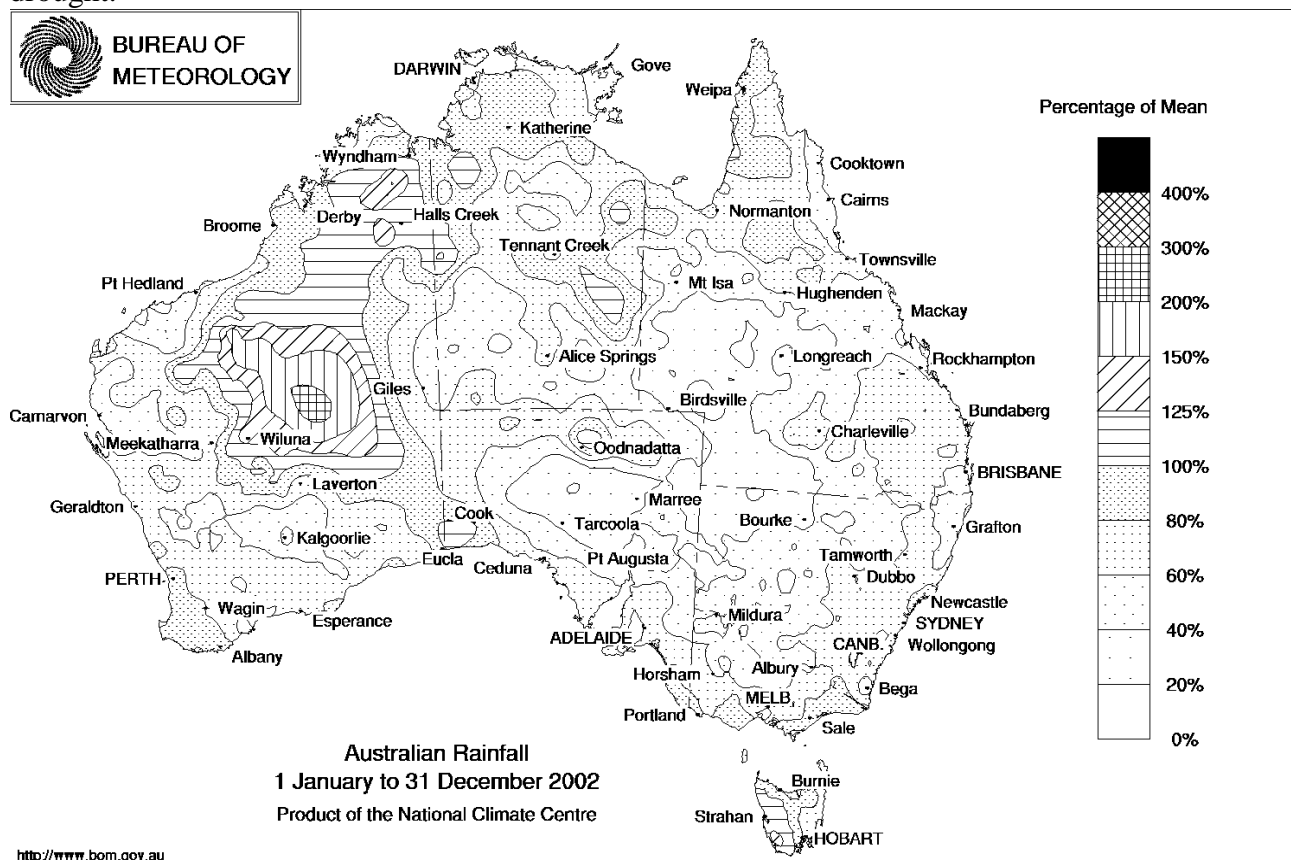 drought.
BUREAU OF
METEOROLOGY
DARWIN
Gove
Weipa
Percentage of Mean
Katherine
Wyndham
Cooktown
400%
Cairns
Broome
Derby
Halls Creek
Normanton
300%
Tennant Creek
Townsville
Pt Hedland
Mt Isa
Hughenden
200%
Mackay
Alice Springs
Longreach
Rockhampton
150%
Giles
Birdsville
Carnarvon
Bundaberg
125%
Meekatharra
Wiluna
Oodnadatta
Charleville
100%
BRISBANE
Laverton
Geraldton
Cook
Marree
Tarcoola
Bourke
Grafton
80%
Kalgoorlie
Eucla
Ceduna
Pt Augusta
Tamworth
60%
PERTH
Dubbo
Wagin
Esperance
Mildura
Newcastle
SYDNEY
40%
ADELAIDE
CANB.
Wollongong
Albany
Horsham
Albury
Bega
20%
MELB
Portland
Sale
0%
Australian Rainfall
1 January to 31 December 2002
Product of the National Climate Centre
Burnie
Strahan
HOBART
http://www.bom.gov.au